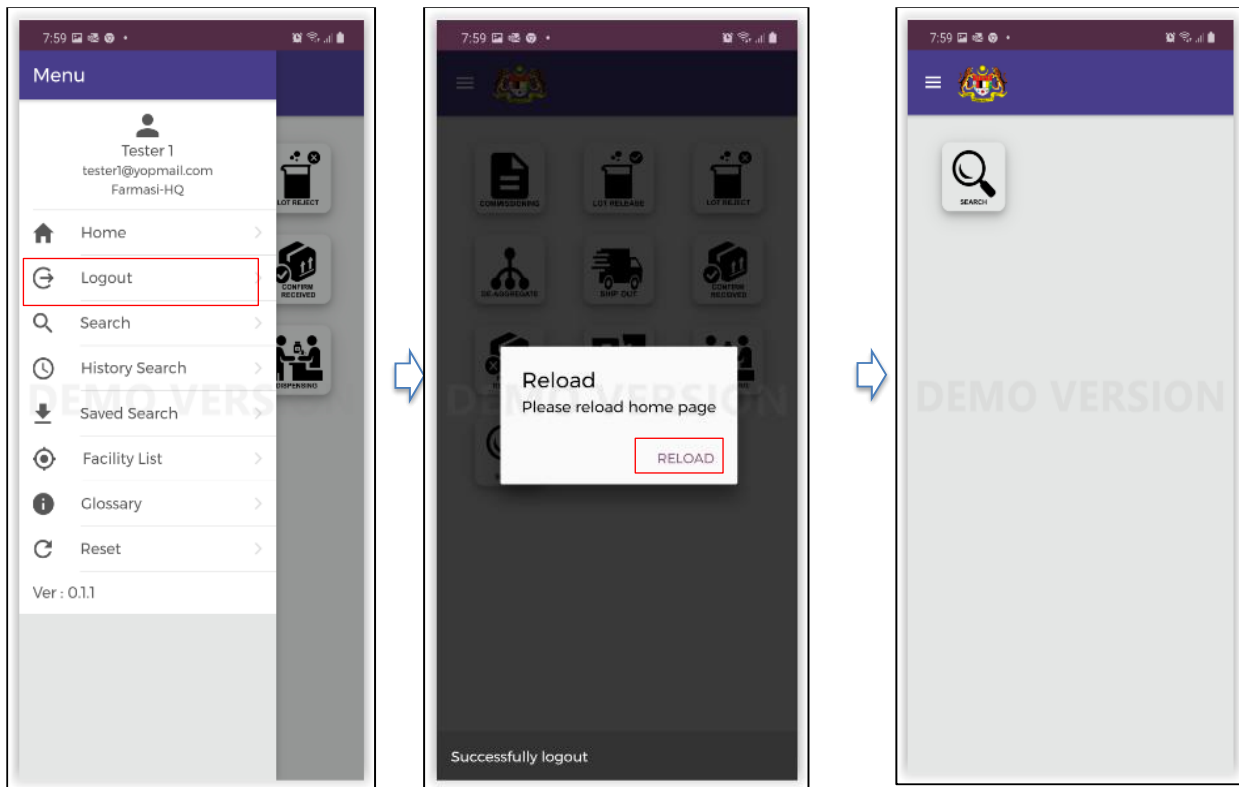 7:59
Menu
Tester 1
tester1@yopmail.com
Farmasi-HQ
Home
Logout
Search
History Search
Saved Search
Facility List
Glossary
Reset
Ver : 0.1.1
LOT REJECT
CONFIRM
RECEIVED
DISPENSING
DEMO VERSION
7:59
COMMISSIONING
LOT RELEASE
LOT REJECT
DE-AGGREGATE
SHIP OUT
CONFIRM
RECEIVED
Reload
Please reload home page
RELOAD
DEMO VERSION
Successfully logout
7:59
SEARCH
DEMO VERSION